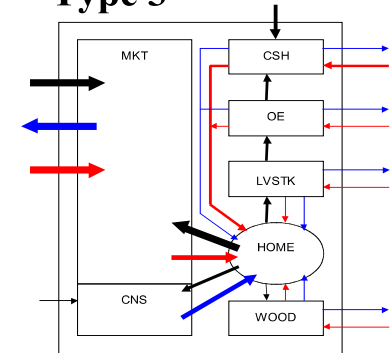 Type 3
MKT
CSH
OE
LVSTK
HOME
CNS
WOOD